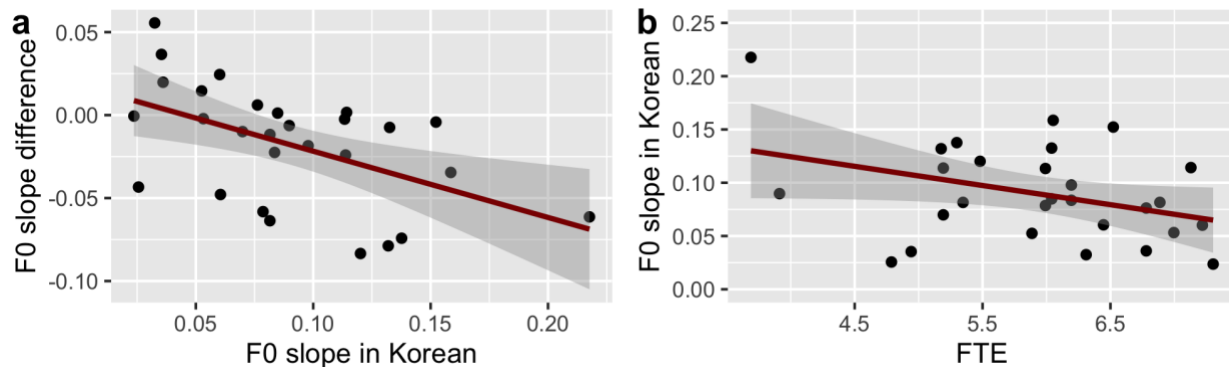 a
F0 slope difference
0.05
0.00
-0.05
-0.10
0.05 0.10 0.15 0.20
F0 slope in Korean
b
F0 slope in Korean
0.25
0.20
0.15
0.10
0.05
0.00
4.5 5.5 6.5
FTE